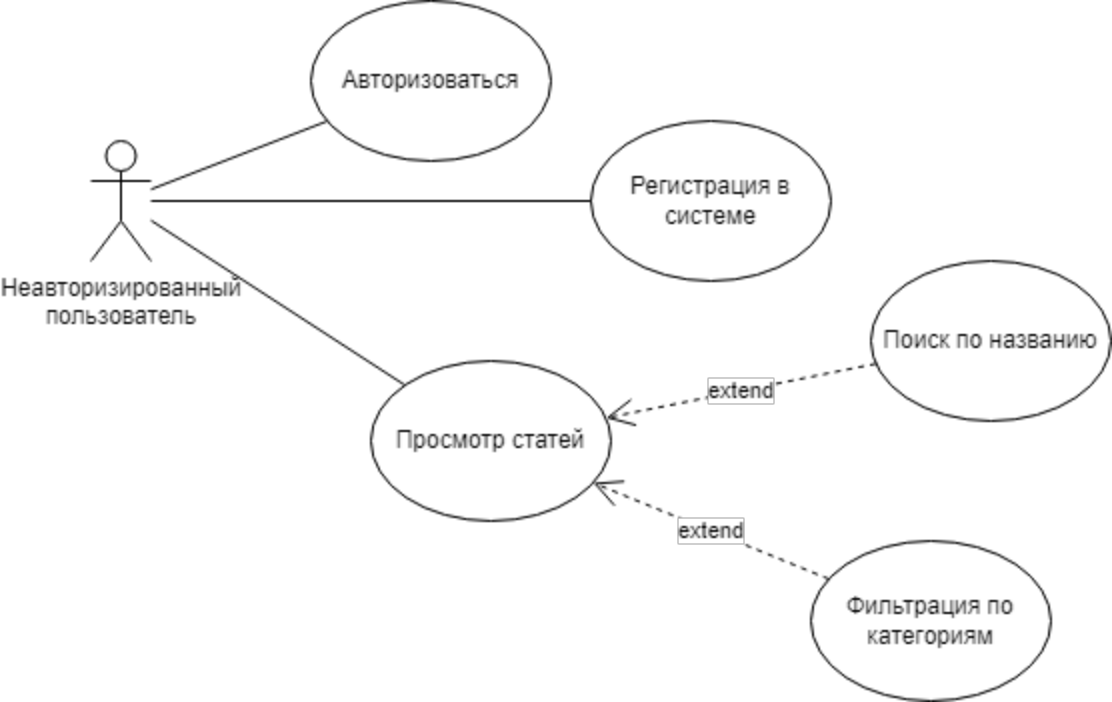 Авторизоваться
Регистрация в
системе
Неавторизированный
пользователь
Поиск по названию
extend
Просмотр статей
extend
Фильтрация по
категориям